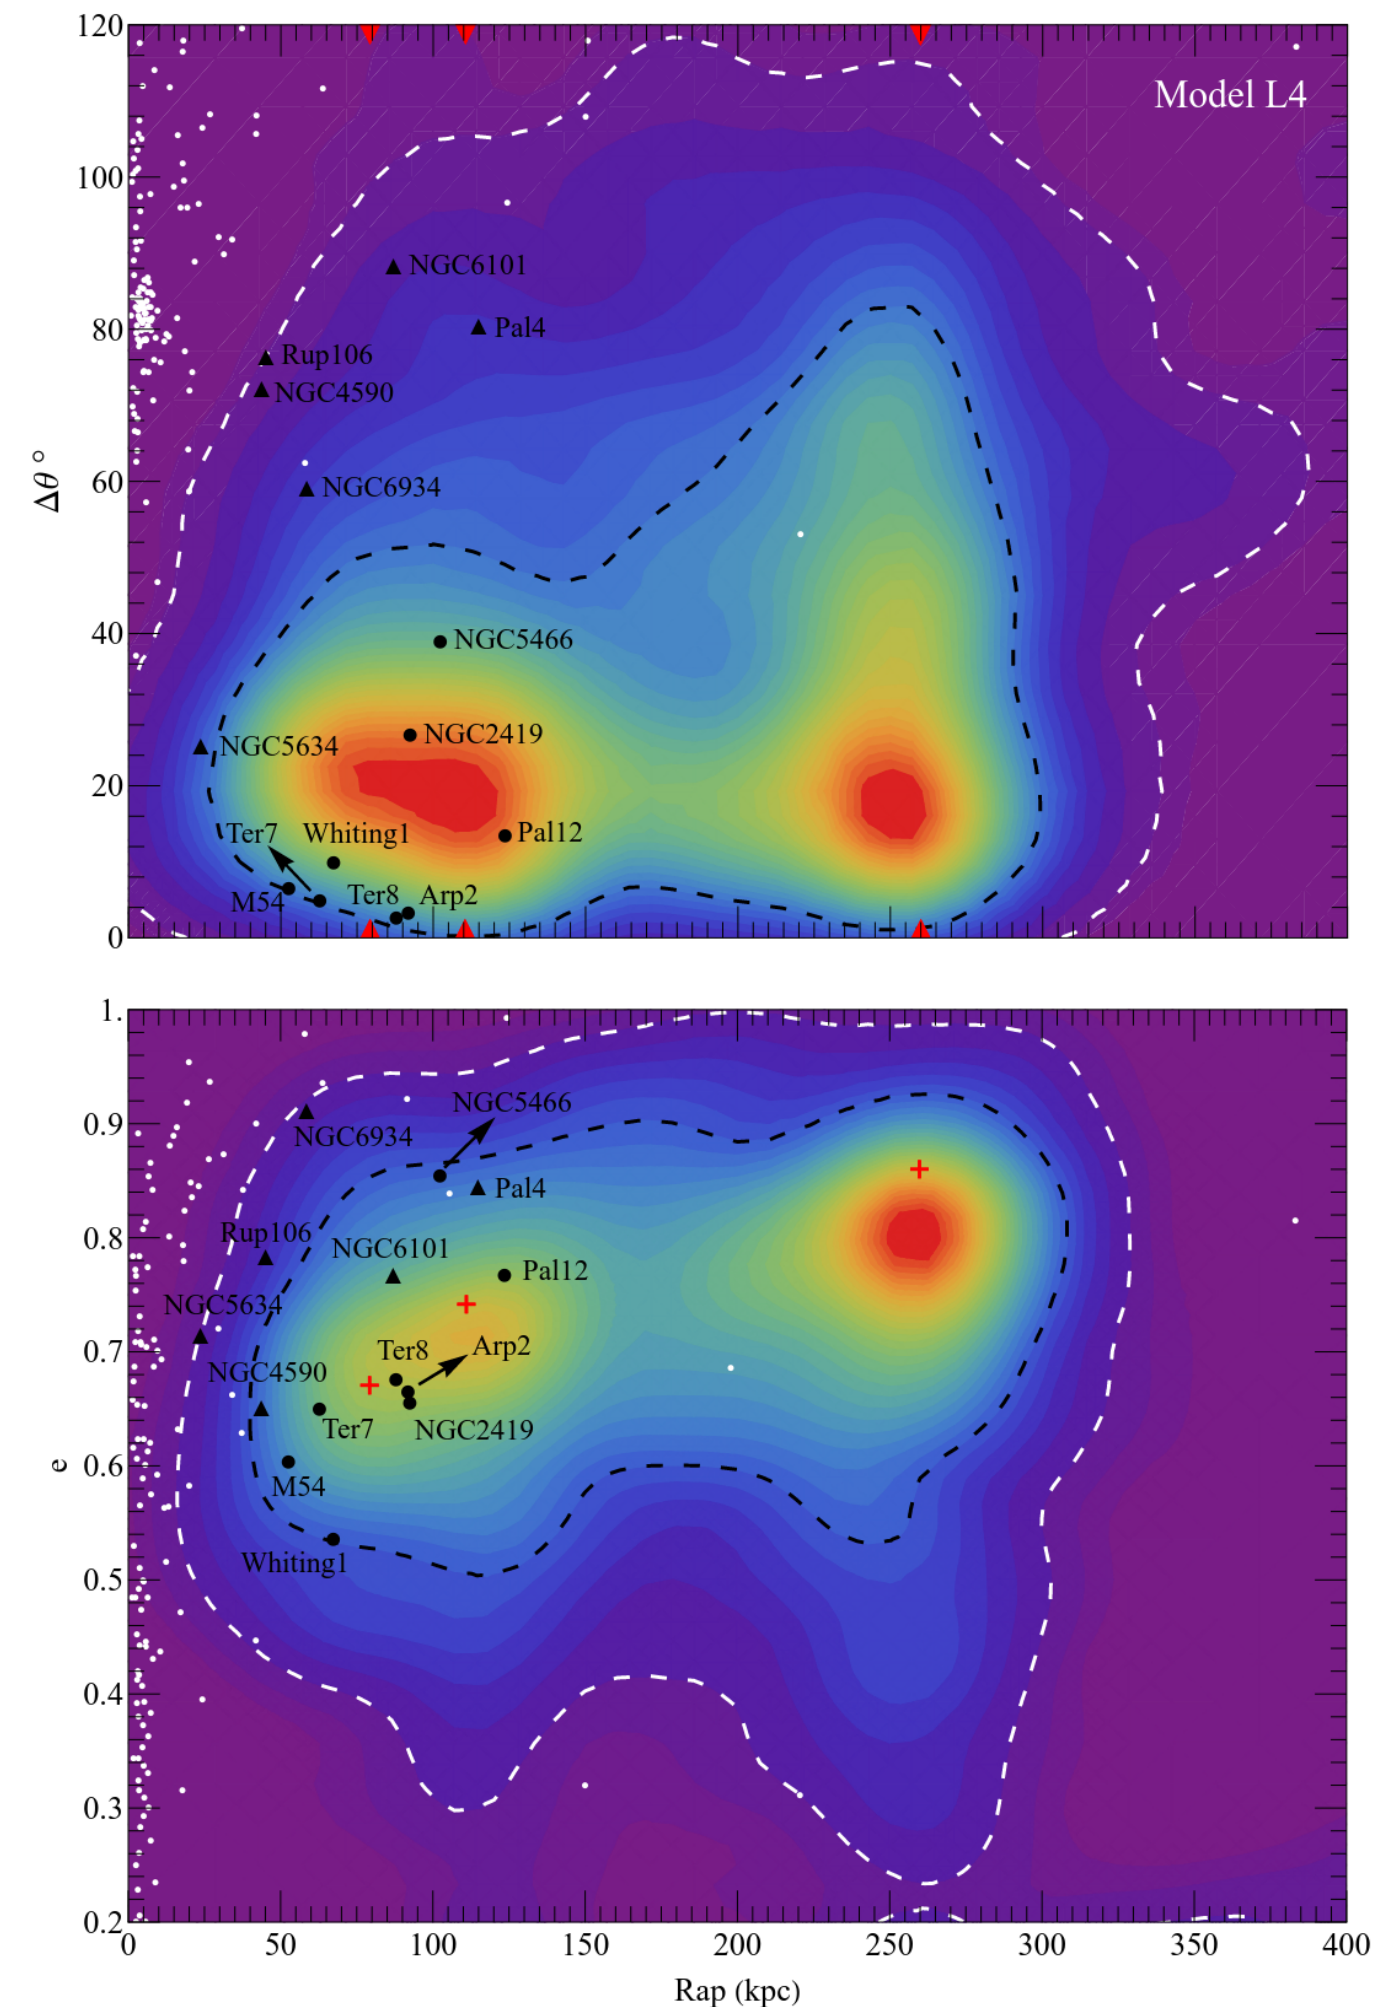 120
Model L4
100
NGC6101
80
Pal4
Rup106
NGC4590
Δθ °
60
NGC6934
40
NGC5466
NGC2419
NGC5634
20
Ter7 Whiting1 Pal12
M54 Ter8 Arp2
0
1.
NGC5466
0.9
NGC6934
Pal4
Rup106
0.8
NGC6101
Pal12
NGC5634
0.7
Ter8 Arp2
NGC4590
Ter7 NGC2419
e
0.6
M54
Whiting1
0.5
0.4
0.3
0.2
0 50 100 150 200 250 300 350 400
Rap (kpc)